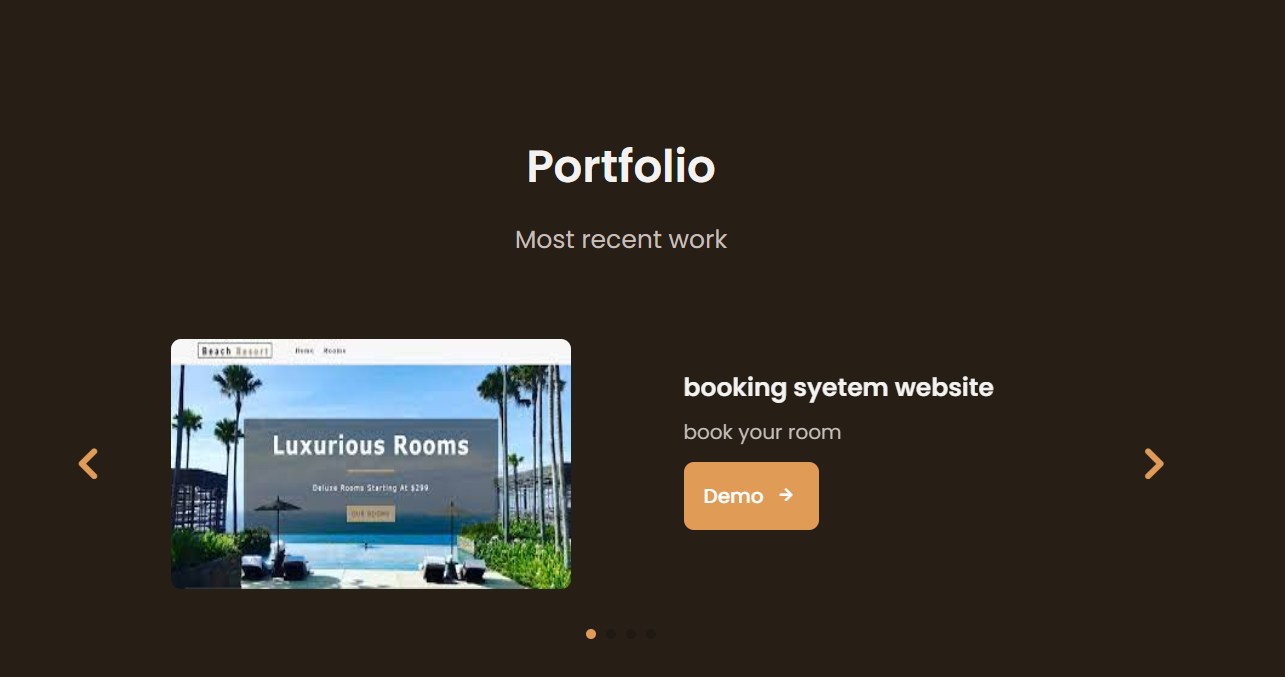 Portfolio
Most recent work
Beach Resort Home Rooms
Luxurious Rooms
Deluxe Rooms Starting At $299
OUR ROOMS
booking syetem website
book your room
Demo